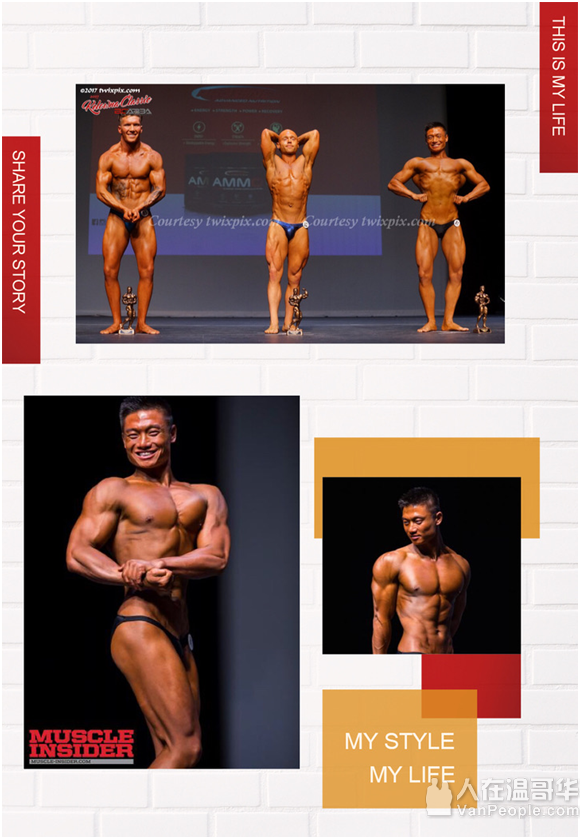 THIS IS MY LIFE
©2017 twixpix.com
Kelowna Classic
AMM
Courtesy twixpix.com
Courtesy twixpix.com
SHARE YOUR STORY
MUSCLE
INSIDER
MUSCLE-INSIDER.COM
MY STYLE
MY LIFE
人在温哥华
VanPeople.com